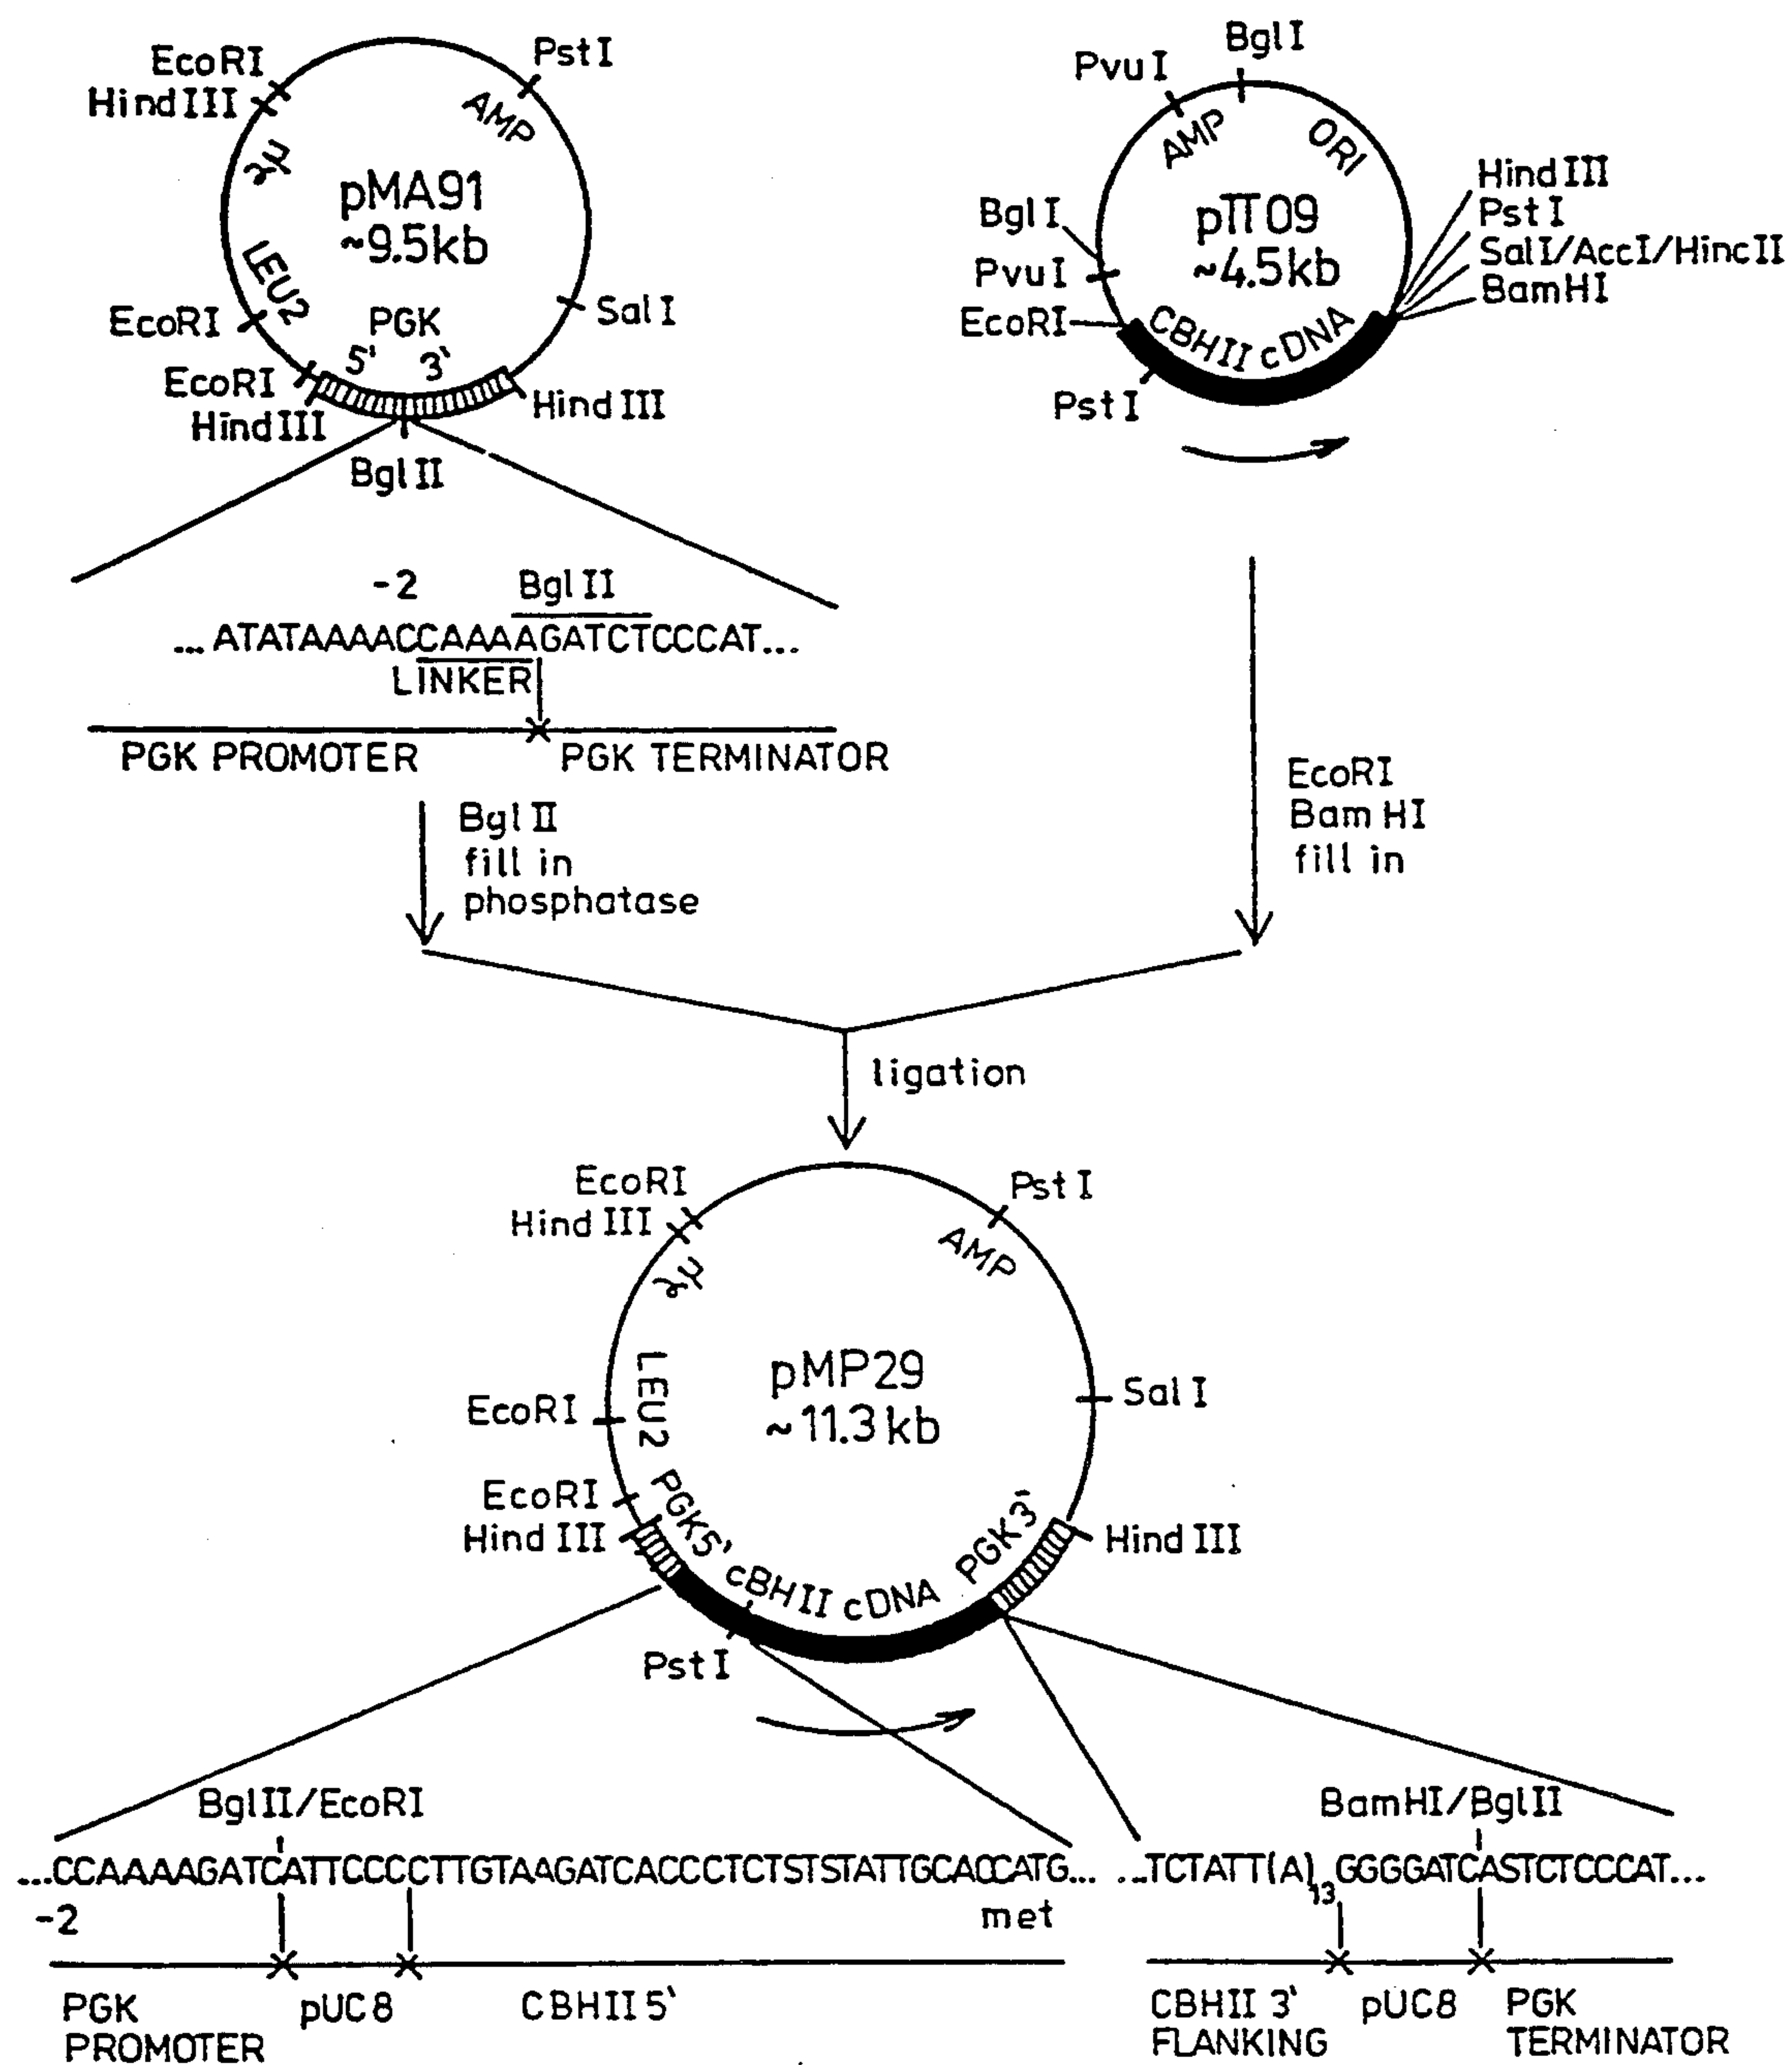 EcoRI
HindIII
PstI
AMP
2μ
pMA91
~9.5kb
LEU2
SalI
EcoRI
PGK
5' 3'
EcoRI
HindIII
HindIII
BglII
BglI
PvuI
AMP
ORI
HindIII
PstI
SalI/AccI/HincII
BamHI
BglI
pTT09
~4.5kb
PvuI
EcoRI
CBHII cDNA
PstI
-2 BglII
... ATATAAAACCAAAAGATCTCCCAT...
LINKER
PGK PROMOTER PGK TERMINATOR
BglII
fill in
phosphatase
EcoRI
BamHI
fill in
ligation
EcoRI
HindIII
PstI
AMP
2μ
pMP29
~11.3kb
LEU2
SalI
EcoRI
EcoRI
HindIII
PGK5'
cBHII cDNA
PGK3'
HindIII
PstI
BglII/EcoRI
BamHI/BglII
...CCAAAAGATCATTCCCCTTGTAAGATCACCCTCTSTSTATTGCACCATG...
...TCTATT(A)13GGGGATCASTCTCCCAT...
-2
met
PGK
PROMOTER
pUC8
CBHII 5'
CBHII 3'
FLANKING
pUC8
PGK
TERMINATOR